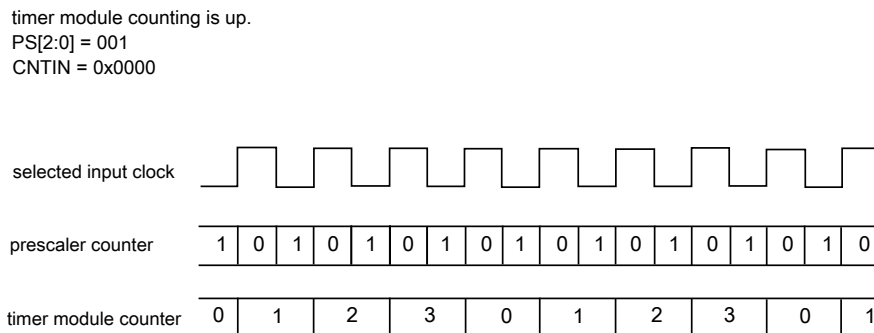 timer module counting is up.
PS[2:0] = 001
CNTIN = 0x0000
selected input clock
prescaler counter 1 0 1 0 1 0 1 0 1 0 1 0 1 0 1 0 1 0
timer module counter 0 1 2 3 0 1 2 3 0 1